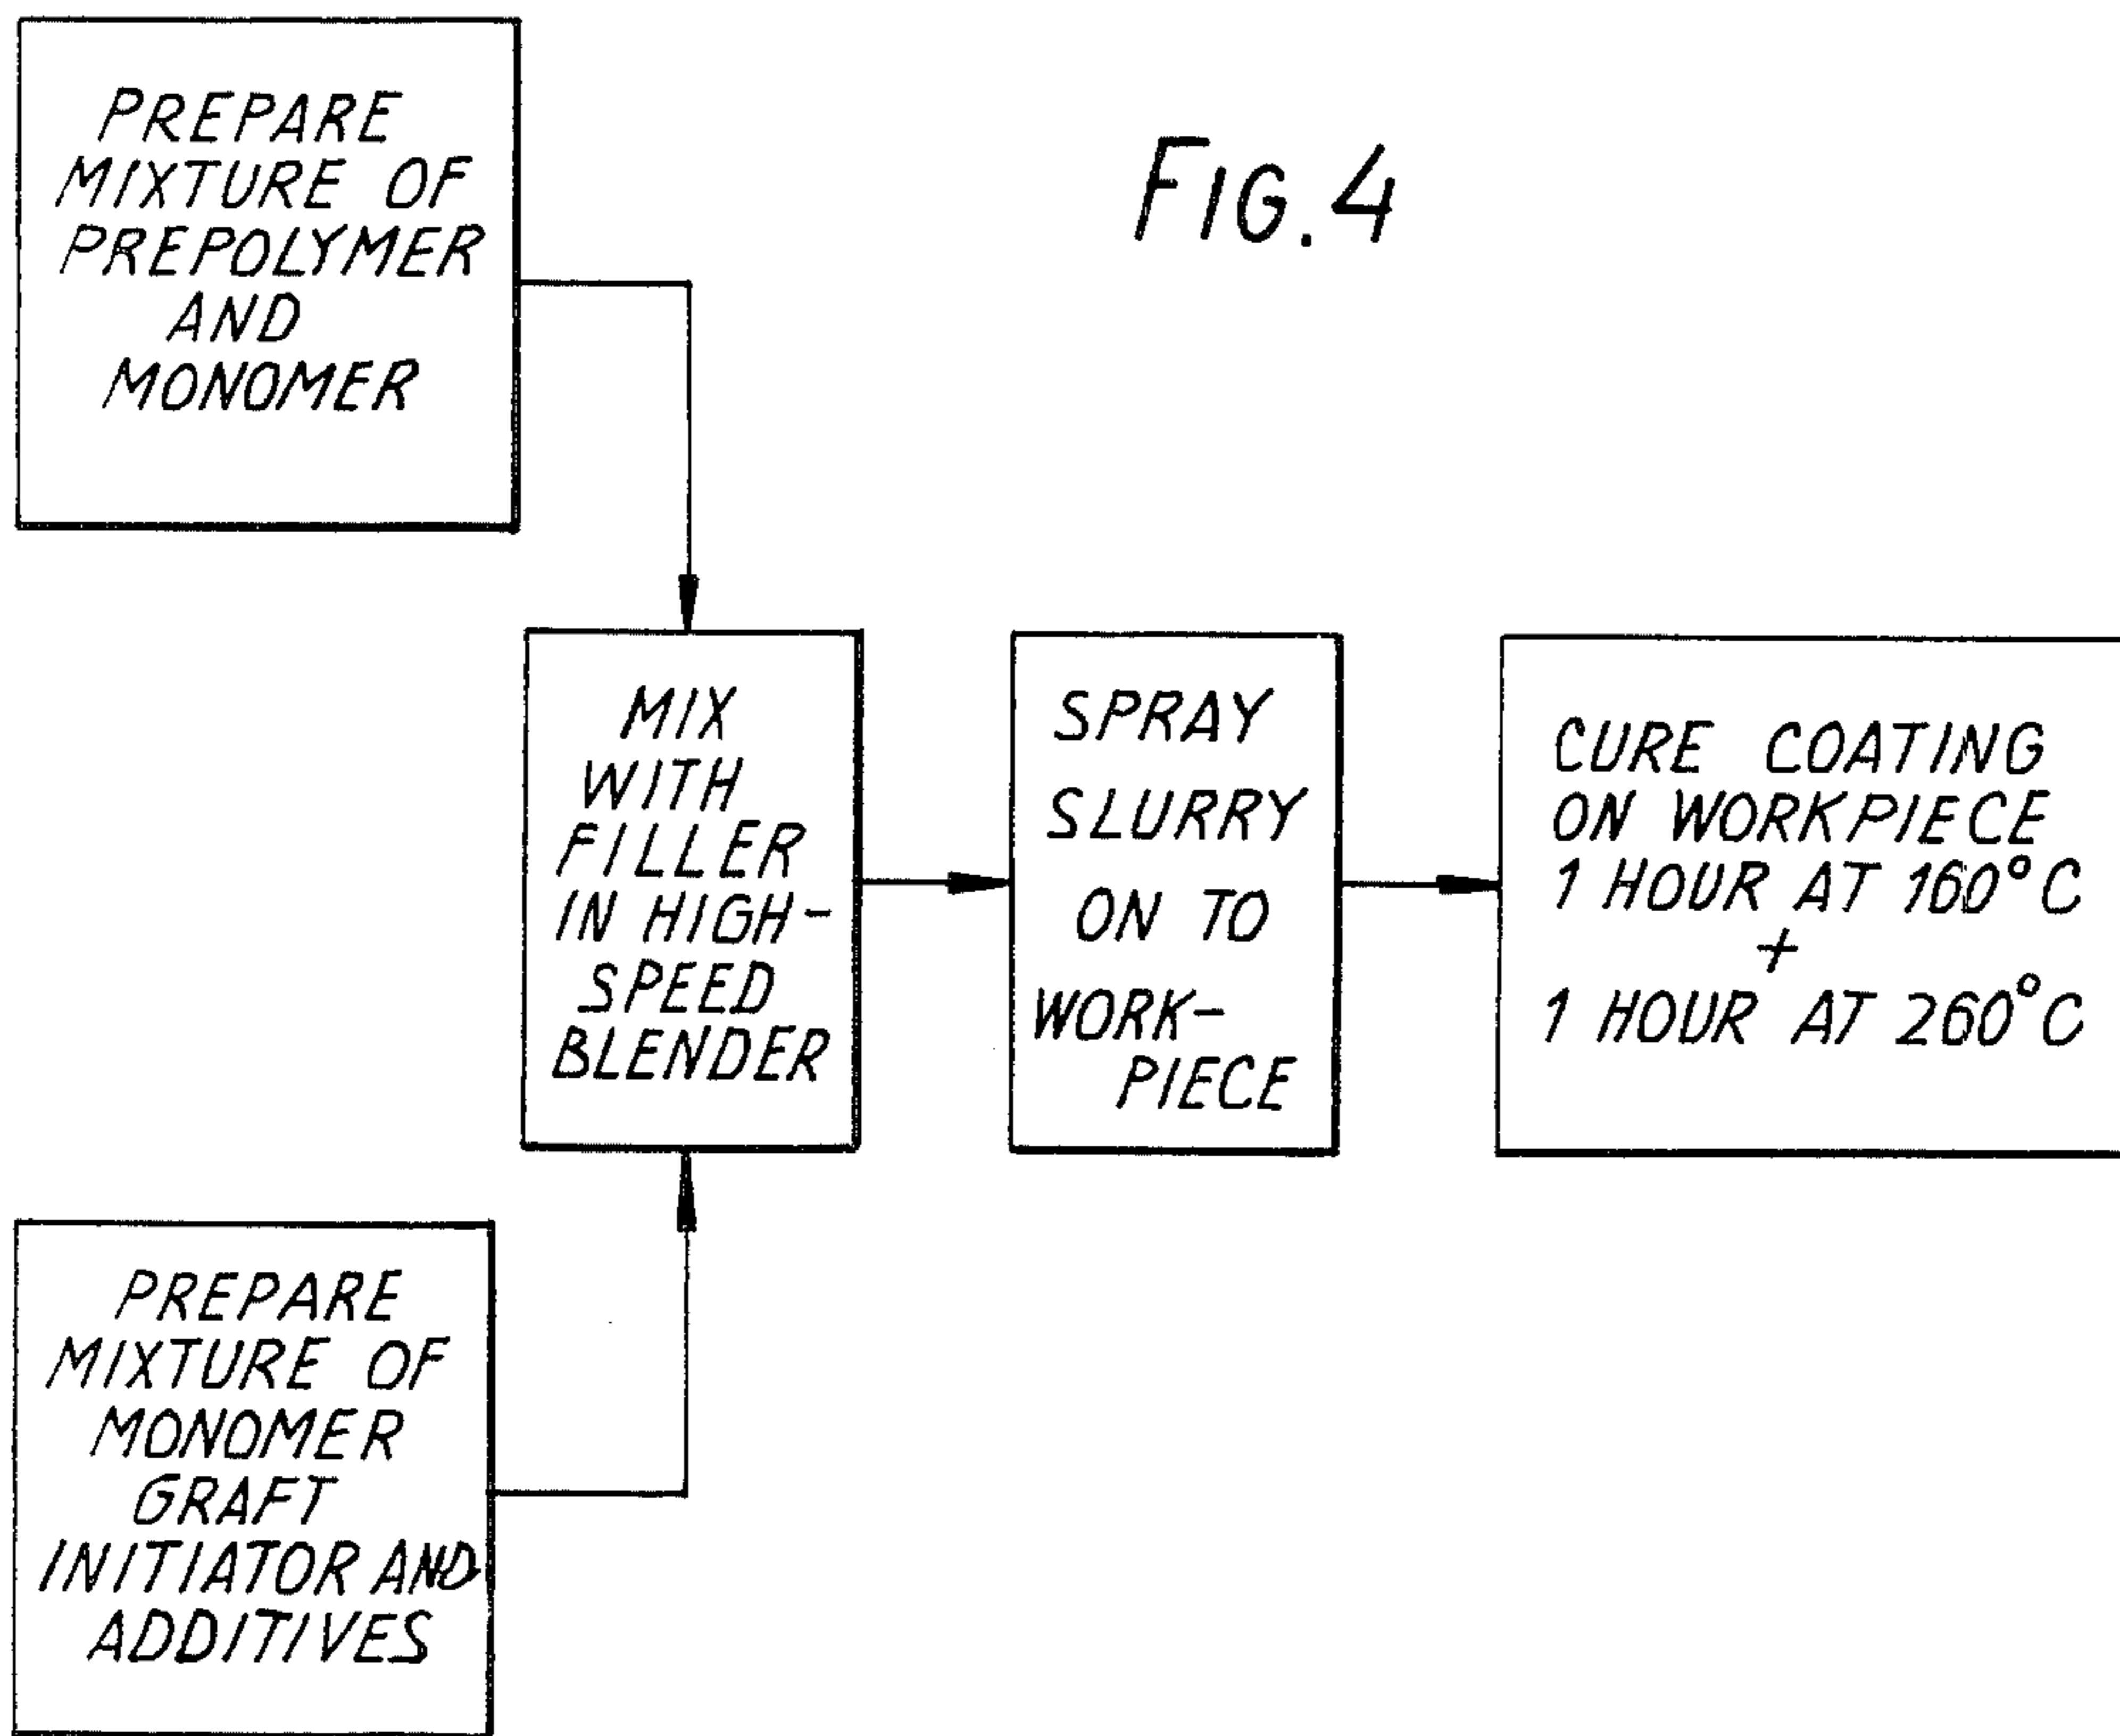 PREPARE
MIXTURE OF
PREPOLYMER
AND
MONOMER
FIG. 4
MIX
WITH
FILLER
IN HIGH-
SPEED
BLENDER
SPRAY
SLURRY
ON TO
WORK-
PIECE
CURE COATING
ON WORKPIECE
1 HOUR AT 160°C
+
1 HOUR AT 260°C
PREPARE
MIXTURE OF
MONOMER
GRAFT
INITIATOR AND
ADDITIVES